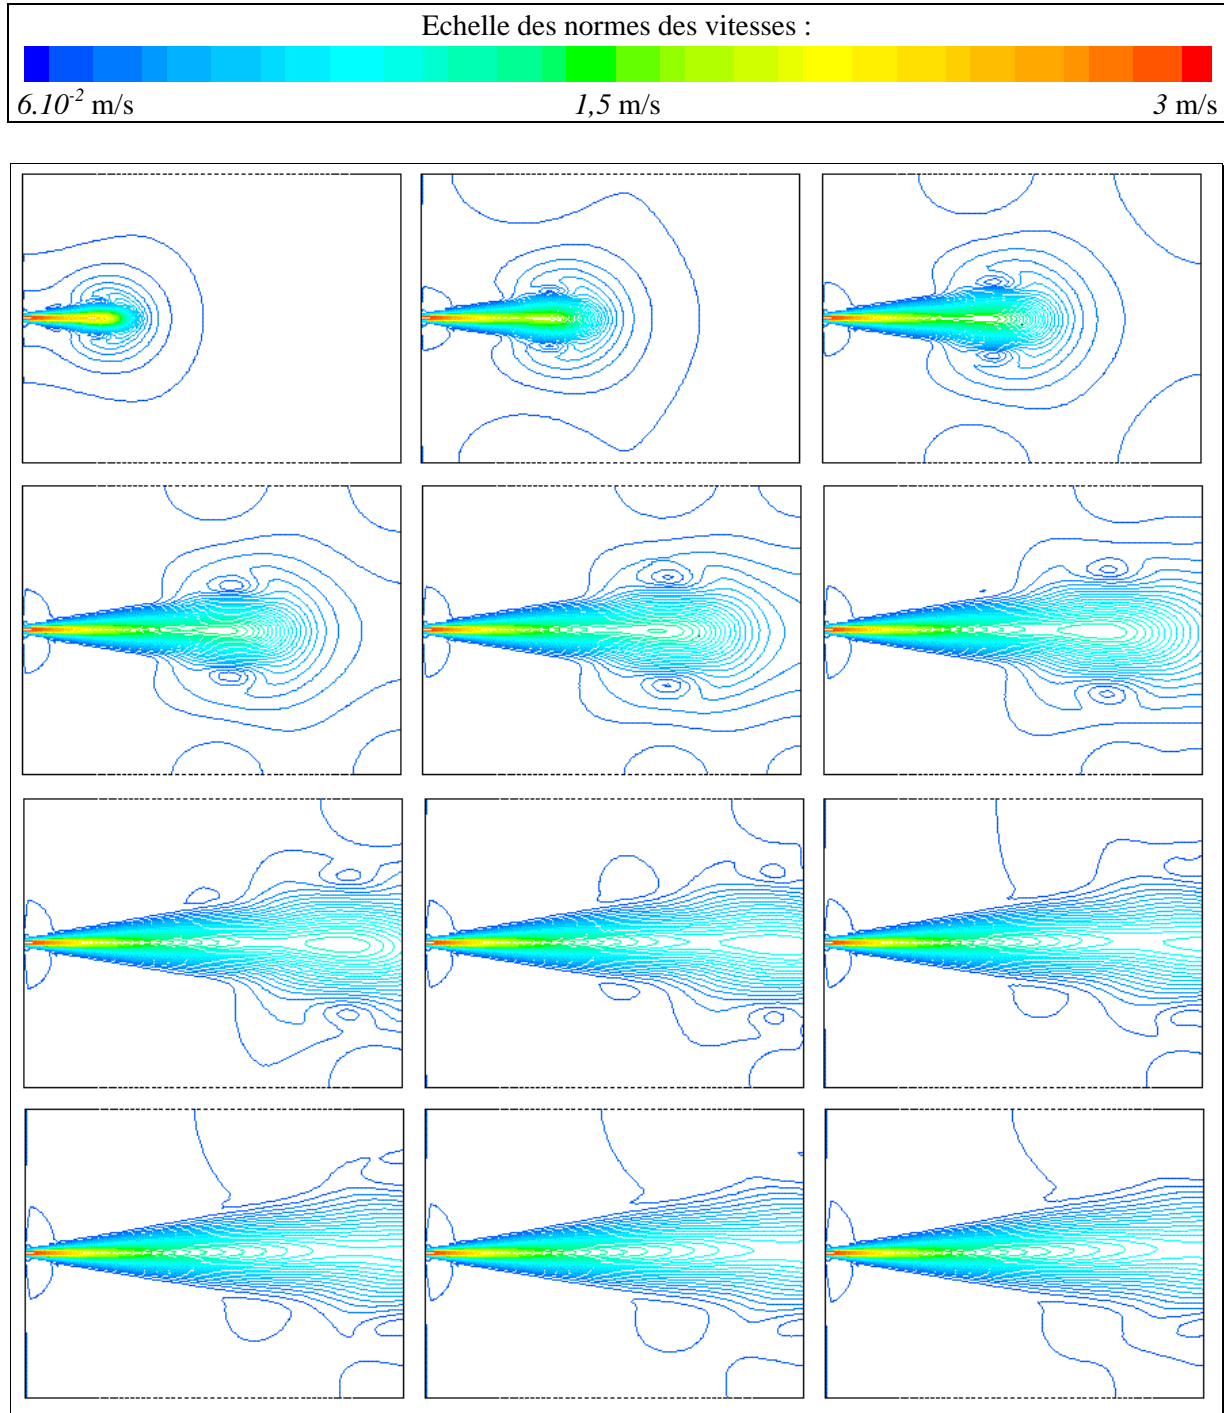 Echelle des normes des vitesses :
6.10⁻² m/s 1,5 m/s 3 m/s